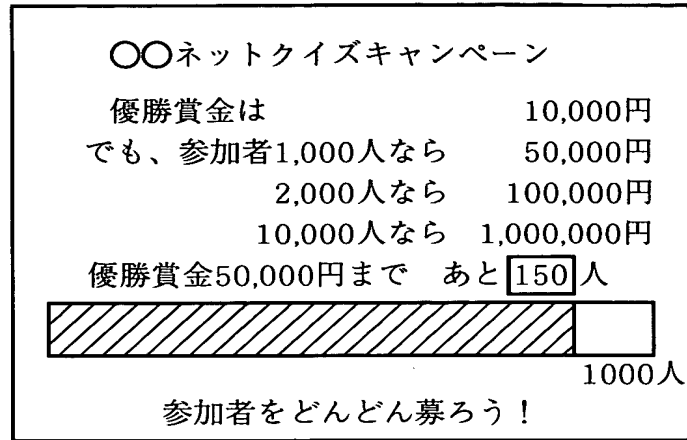 ○○ネットクイズキャンペーン
優勝賞金は 10,000円
でも、参加者1,000人なら 50,000円
2,000人なら 100,000円
10,000人なら 1,000,000円
優勝賞金50,000円まで あと150人
1000人
参加者をどんどん募ろう！